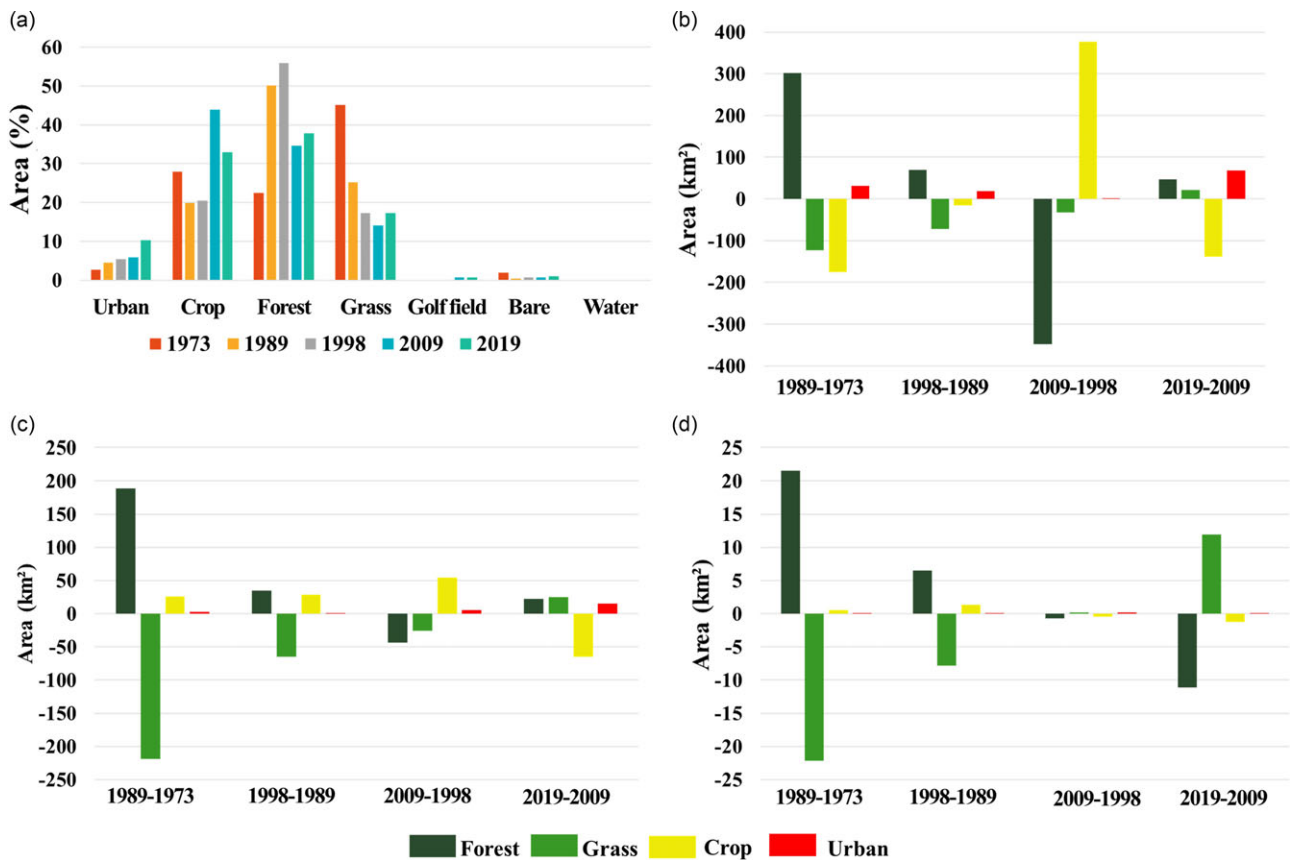 (a)
Area (%)
60
50
40
30
20
10
0
Urban Crop Forest Grass Golf field Bare Water
1973 1989 1998 2009 2019
(b)
Area (km²)
400
300
200
100
0
-100
-200
-300
-400
1989-1973 1998-1989 2009-1998 2019-2009
(c)
Area (km²)
250
200
150
100
50
0
-50
-100
-150
-200
-250
1989-1973 1998-1989 2009-1998 2019-2009
(d)
Area (km²)
25
20
15
10
5
0
-5
-10
-15
-20
-25
1989-1973 1998-1989 2009-1998 2019-2009
Forest Grass Crop Urban